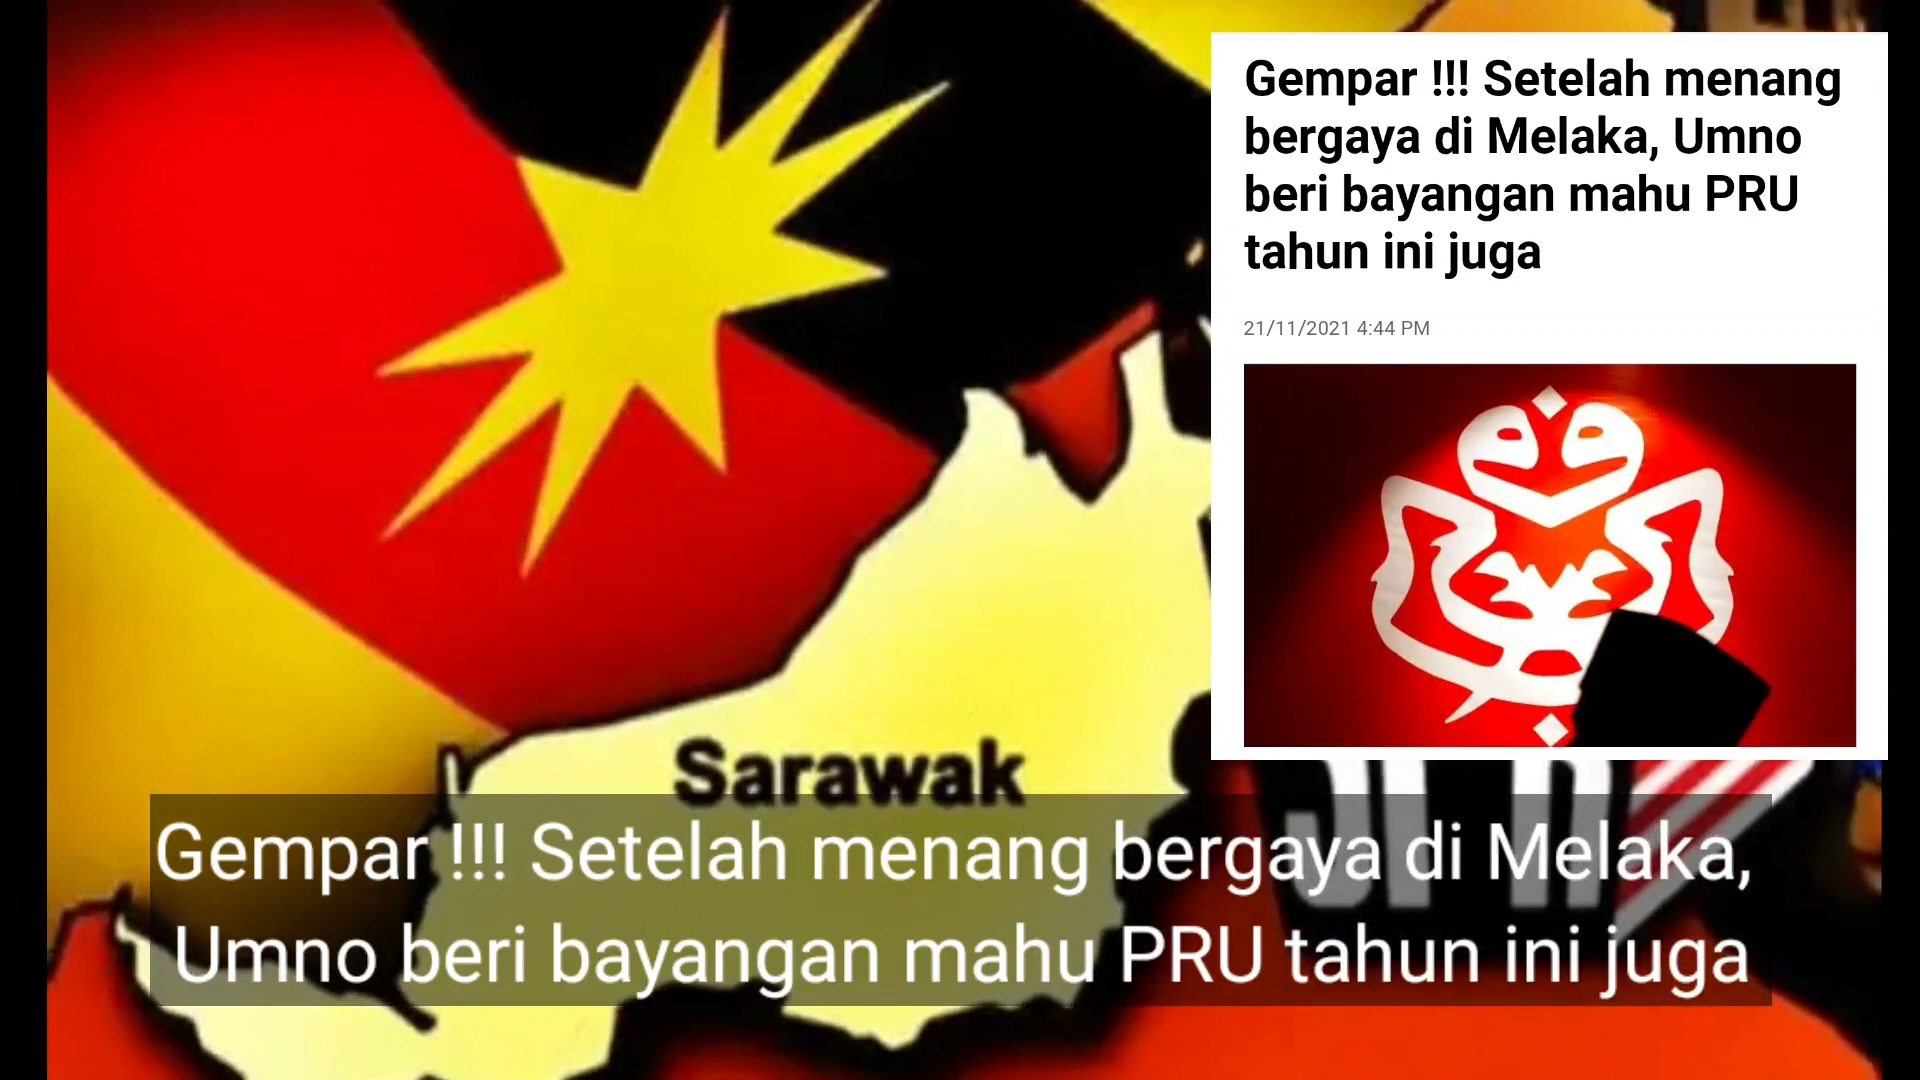 Gempar !!! Setelah menang
bergaya di Melaka, Umno
beri bayangan mahu PRU
tahun ini juga
21/11/2021 4:44 PM
Sarawak
Gempar !!! Setelah menang bergaya di Melaka,
Umno beri bayangan mahu PRU tahun ini juga